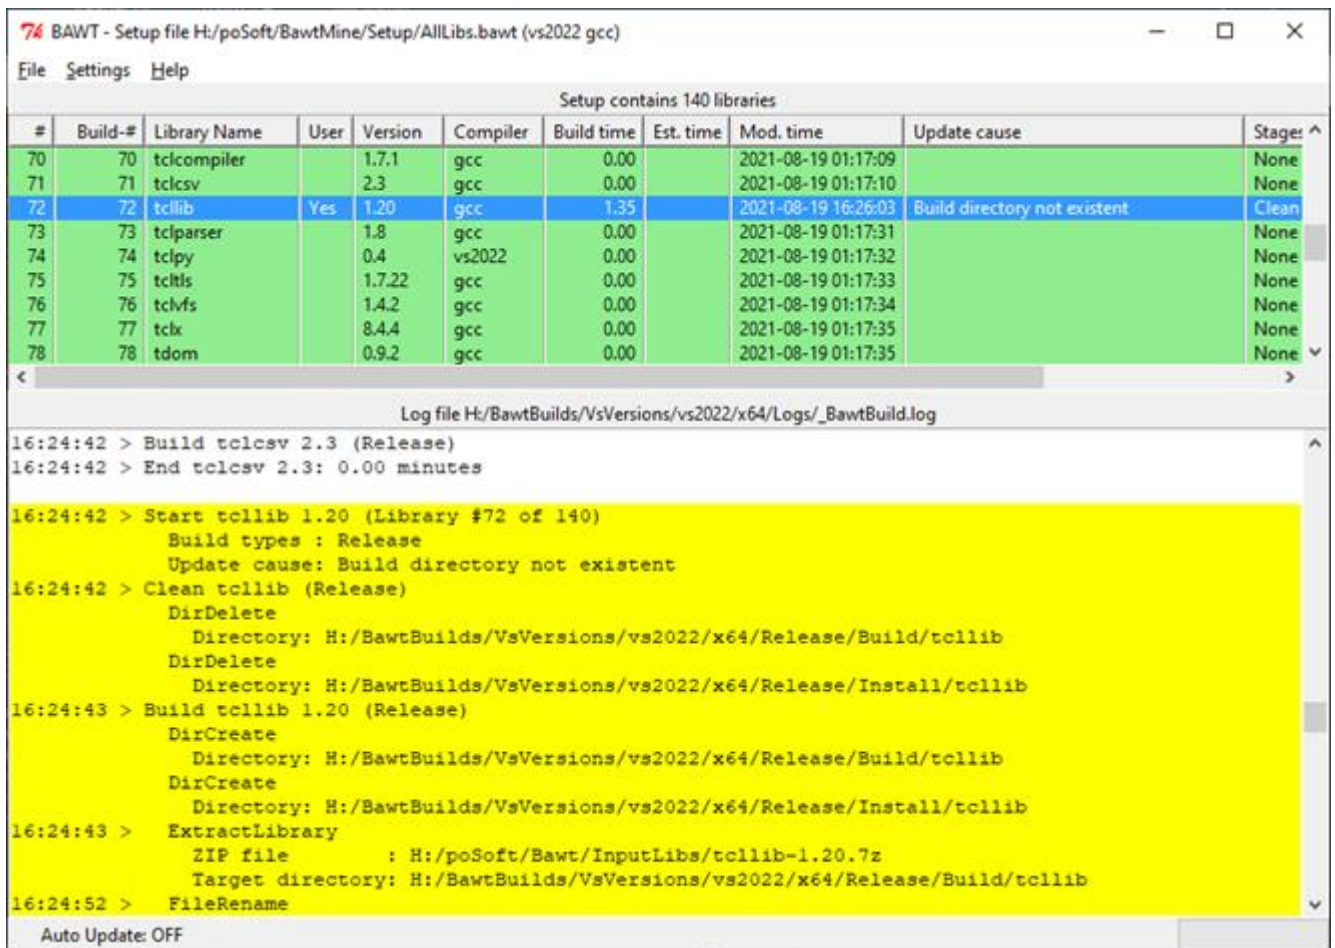 BAWT - Setup file H:/poSoft/BawtMine/Setup/AllLibs.bawt (vs2022 gcc)
File Settings Help
Setup contains 140 libraries
# Build-# Library Name User Version Compiler Build time Est. time Mod. time Update cause Stages
70 70 tclcompiler 1.7.1 gcc 0.00 2021-08-19 01:17:09 None
71 71 tclcsv 2.3 gcc 0.00 2021-08-19 01:17:10 None
72 72 tcllib Yes 1.20 gcc 1.35 2021-08-19 16:26:03 Build directory not existent Clean
73 73 tclparser 1.8 gcc 0.00 2021-08-19 01:17:31 None
74 74 tclpy 0.4 vs2022 0.00 2021-08-19 01:17:32 None
75 75 tcltls 1.7.22 gcc 0.00 2021-08-19 01:17:33 None
76 76 tclvfs 1.4.2 gcc 0.00 2021-08-19 01:17:34 None
77 77 tclx 8.4.4 gcc 0.00 2021-08-19 01:17:35 None
78 78 tdom 0.9.2 gcc 0.00 2021-08-19 01:17:35 None
Log file H:/BawtBuilds/VsVersions/vs2022/x64/Logs/_BawtBuild.log
16:24:42 > Build tclcsv 2.3 (Release)
16:24:42 > End tclcsv 2.3: 0.00 minutes
16:24:42 > Start tcllib 1.20 (Library #72 of 140)
Build types : Release
Update cause: Build directory not existent
16:24:42 > Clean tcllib (Release)
DirDelete
Directory: H:/BawtBuilds/VsVersions/vs2022/x64/Release/Build/tcllib
DirDelete
Directory: H:/BawtBuilds/VsVersions/vs2022/x64/Release/Install/tcllib
16:24:43 > Build tcllib 1.20 (Release)
DirCreate
Directory: H:/BawtBuilds/VsVersions/vs2022/x64/Release/Build/tcllib
DirCreate
Directory: H:/BawtBuilds/VsVersions/vs2022/x64/Release/Install/tcllib
16:24:43 > ExtractLibrary
ZIP file : H:/poSoft/Bawt/InputLibs/tcllib-1.20.7z
Target directory: H:/BawtBuilds/VsVersions/vs2022/x64/Release/Build/tcllib
16:24:52 > FileRename
Auto Update: OFF